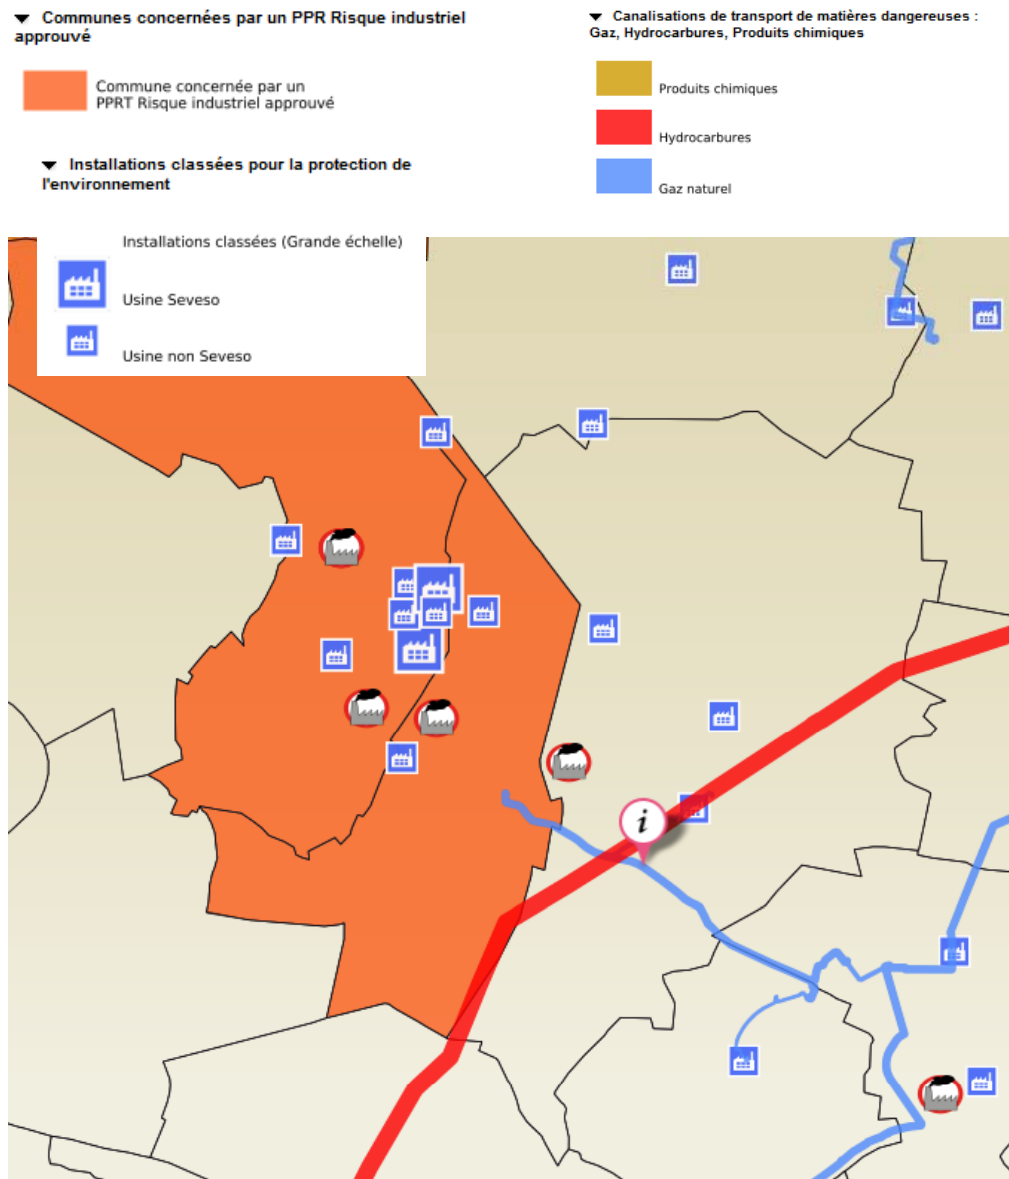 ▼ Communes concernées par un PPR Risque industriel
approuvé
Commune concernée par un
PPRT Risque industriel approuvé
▼ Installations classées pour la protection de
l'environnement
Installations classées (Grande échelle)
Usine Seveso
Usine non Seveso
▼ Canalisations de transport de matières dangereuses :
Gaz, Hydrocarbures, Produits chimiques
Produits chimiques
Hydrocarbures
Gaz naturel
i